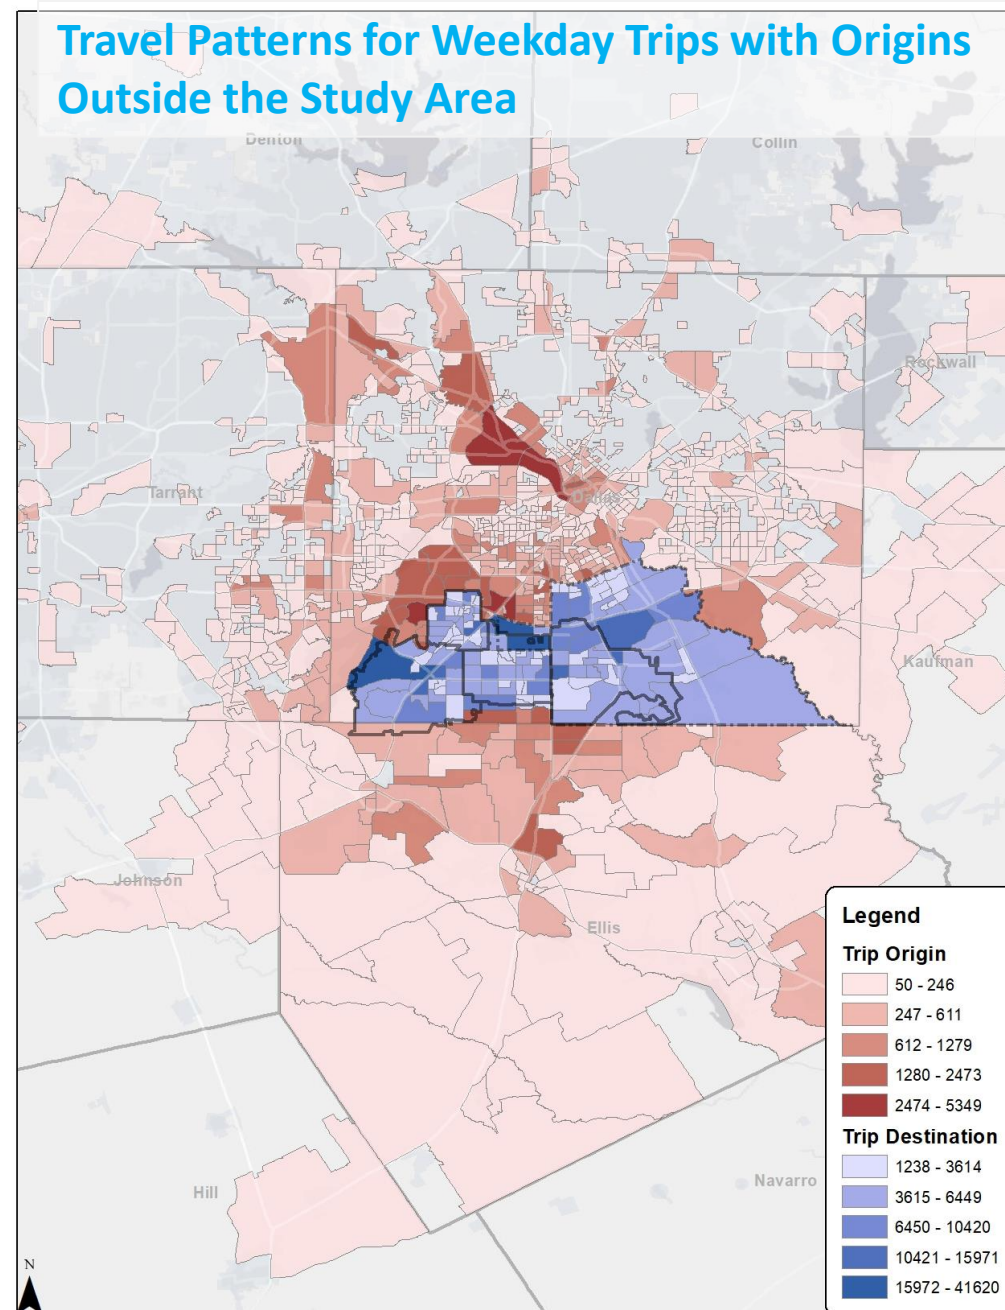 Travel Patterns for Weekday Trips with Origins
Outside the Study Area
Denton
Collin
Rockwall
Tarrant
Dallas
Kaufman
Johnson
Ellis
Hill
Navarro
N
Legend
Trip Origin
50 - 246
247 - 611
612 - 1279
1280 - 2473
2474 - 5349
Trip Destination
1238 - 3614
3615 - 6449
6450 - 10420
10421 - 15971
15972 - 41620